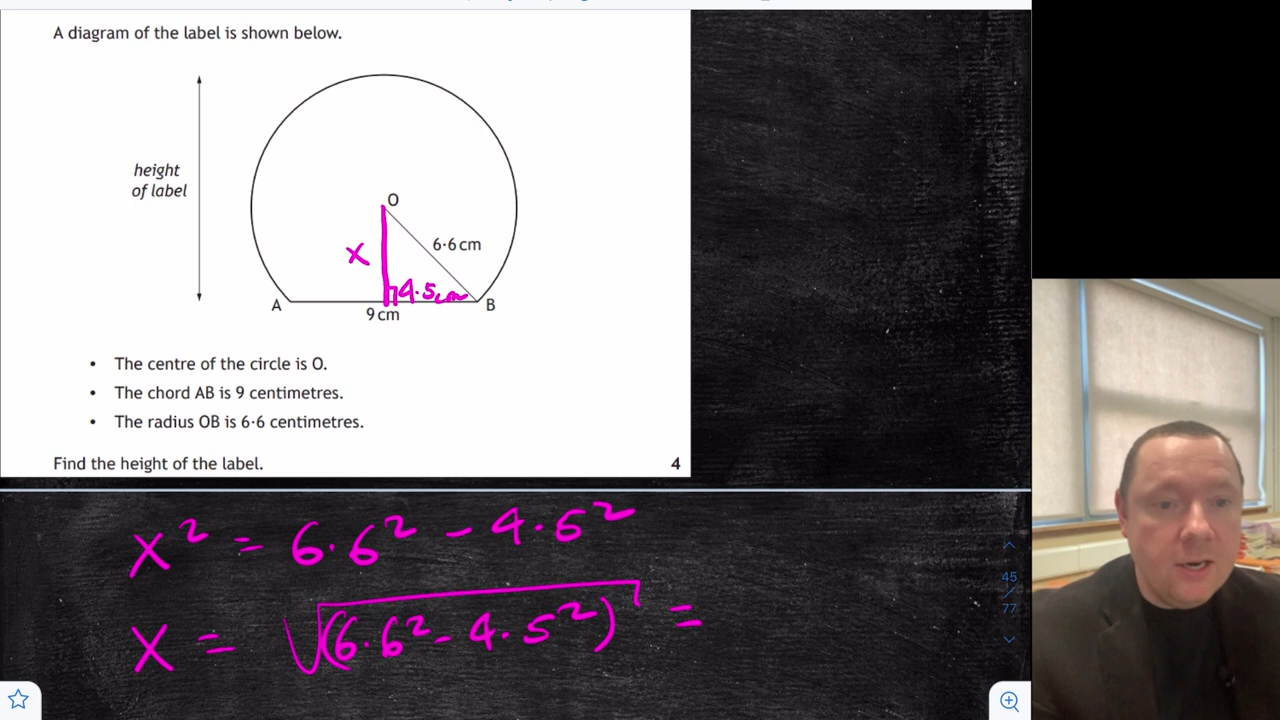 A diagram of the label is shown below.
height
of label
O
x
6·6 cm
4.5cm
A
B
9 cm
• The centre of the circle is O.
• The chord AB is 9 centimetres.
• The radius OB is 6·6 centimetres.
Find the height of the label.
4
x² = 6.6² - 4.5²
x = √(6.6² - 4.5²) =
45
/
77